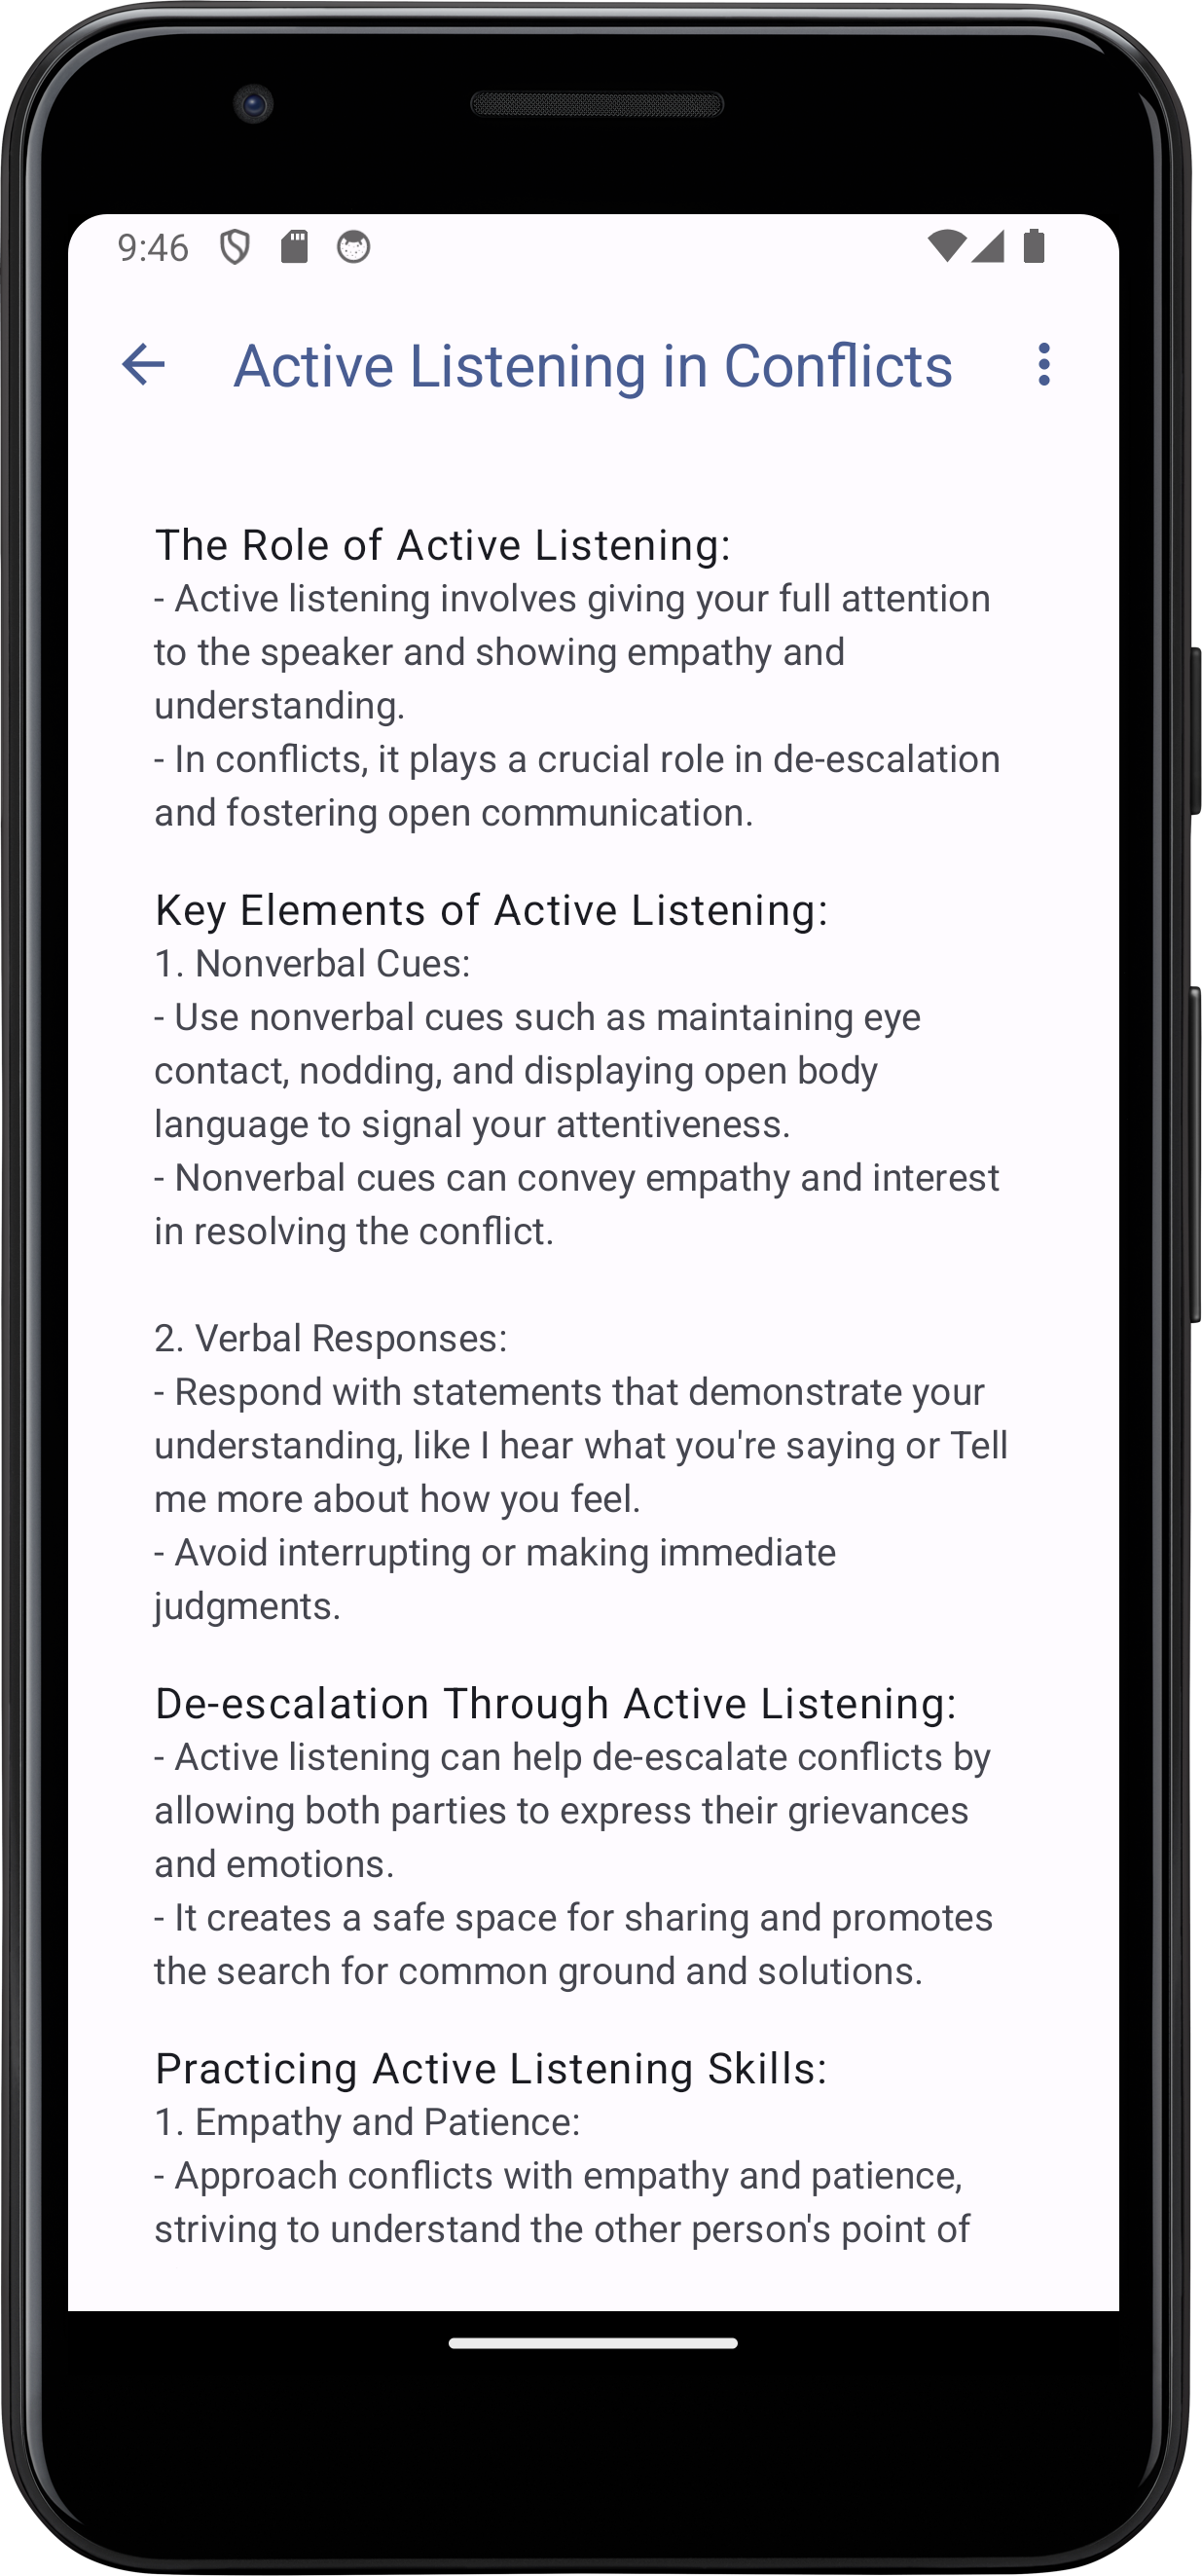 9:46
Active Listening in Conflicts
The Role of Active Listening:
- Active listening involves giving your full attention
to the speaker and showing empathy and
understanding.
- In conflicts, it plays a crucial role in de-escalation
and fostering open communication.
Key Elements of Active Listening:
1. Nonverbal Cues:
- Use nonverbal cues such as maintaining eye
contact, nodding, and displaying open body
language to signal your attentiveness.
- Nonverbal cues can convey empathy and interest
in resolving the conflict.
2. Verbal Responses:
- Respond with statements that demonstrate your
understanding, like I hear what you're saying or Tell
me more about how you feel.
- Avoid interrupting or making immediate
judgments.
De-escalation Through Active Listening:
- Active listening can help de-escalate conflicts by
allowing both parties to express their grievances
and emotions.
- It creates a safe space for sharing and promotes
the search for common ground and solutions.
Practicing Active Listening Skills:
1. Empathy and Patience:
- Approach conflicts with empathy and patience,
striving to understand the other person's point of